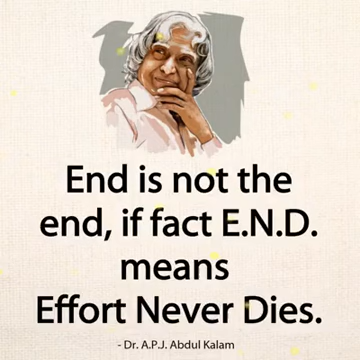 End is not the
end, if fact E.N.D.
means
Effort Never Dies.
- Dr. A.P.J. Abdul Kalam